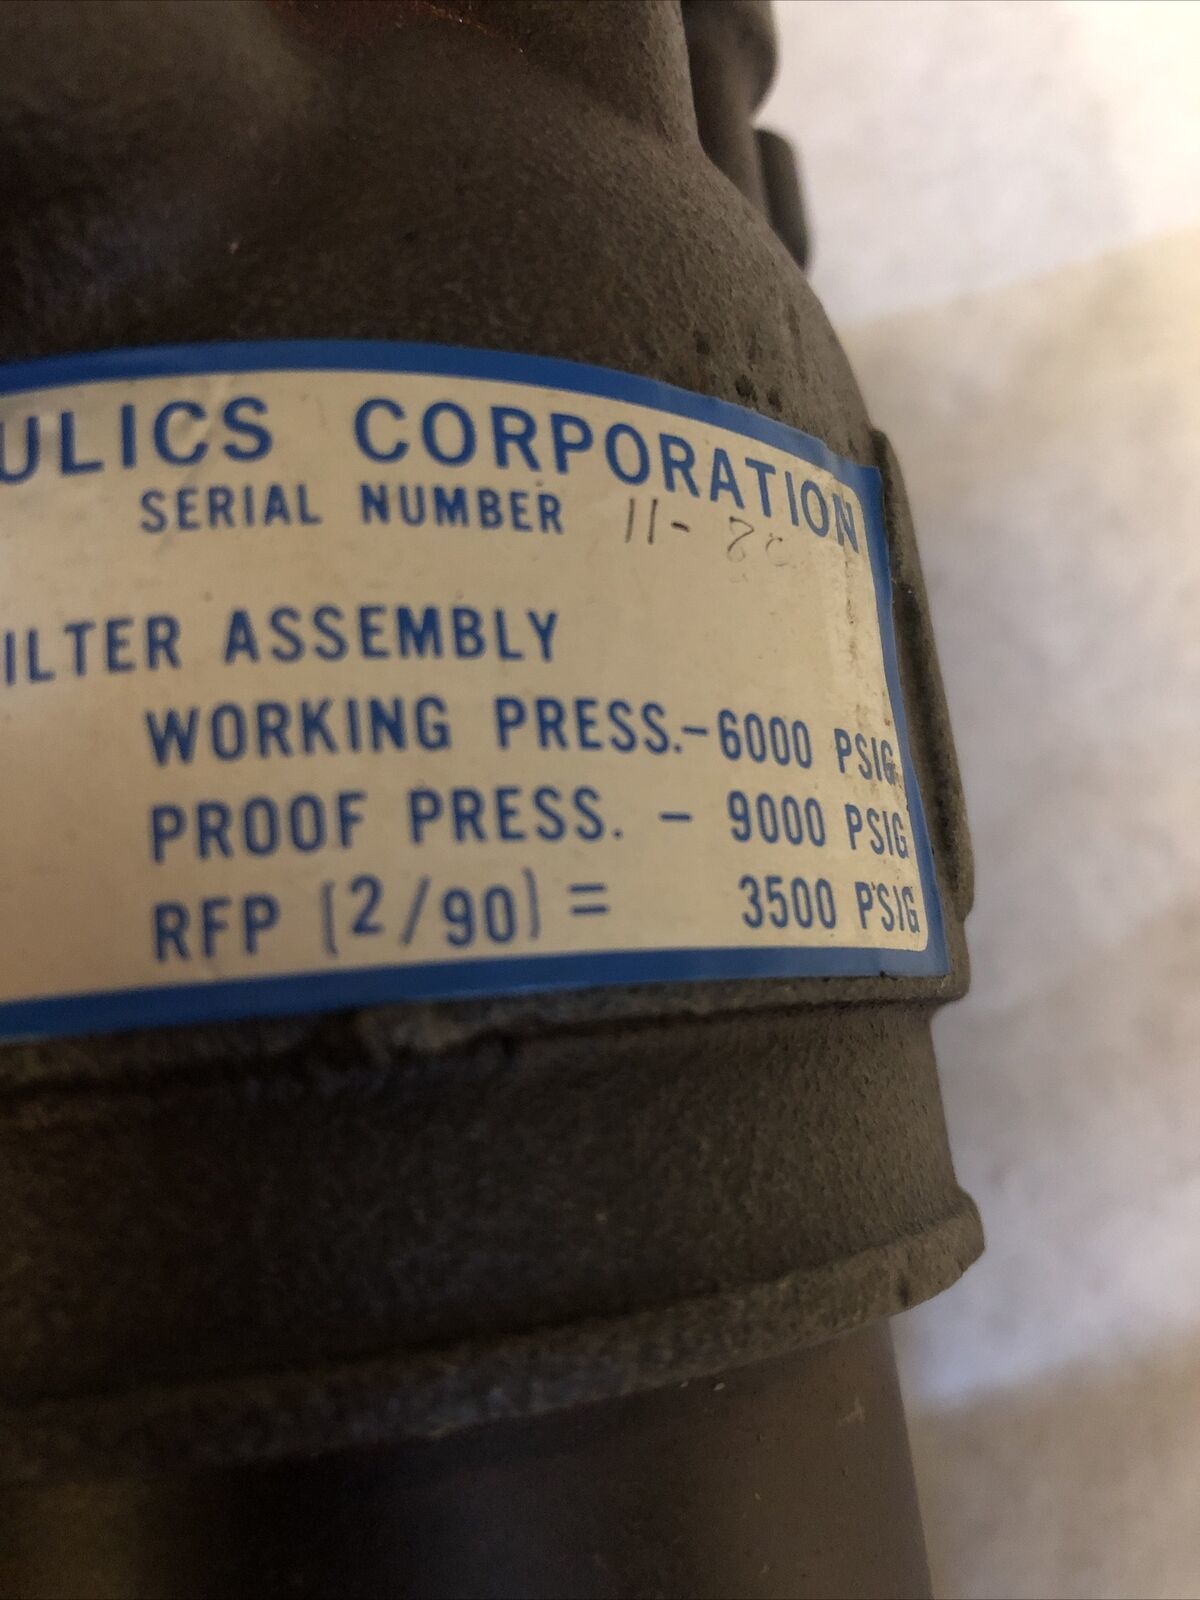 ULICS CORPORATION
SERIAL NUMBER 11-
ILTER ASSEMBLY
WORKING PRESS.-6000 PSIG
PROOF PRESS. - 9000 PSIG
RFP (2/90) = 3500 PSIG